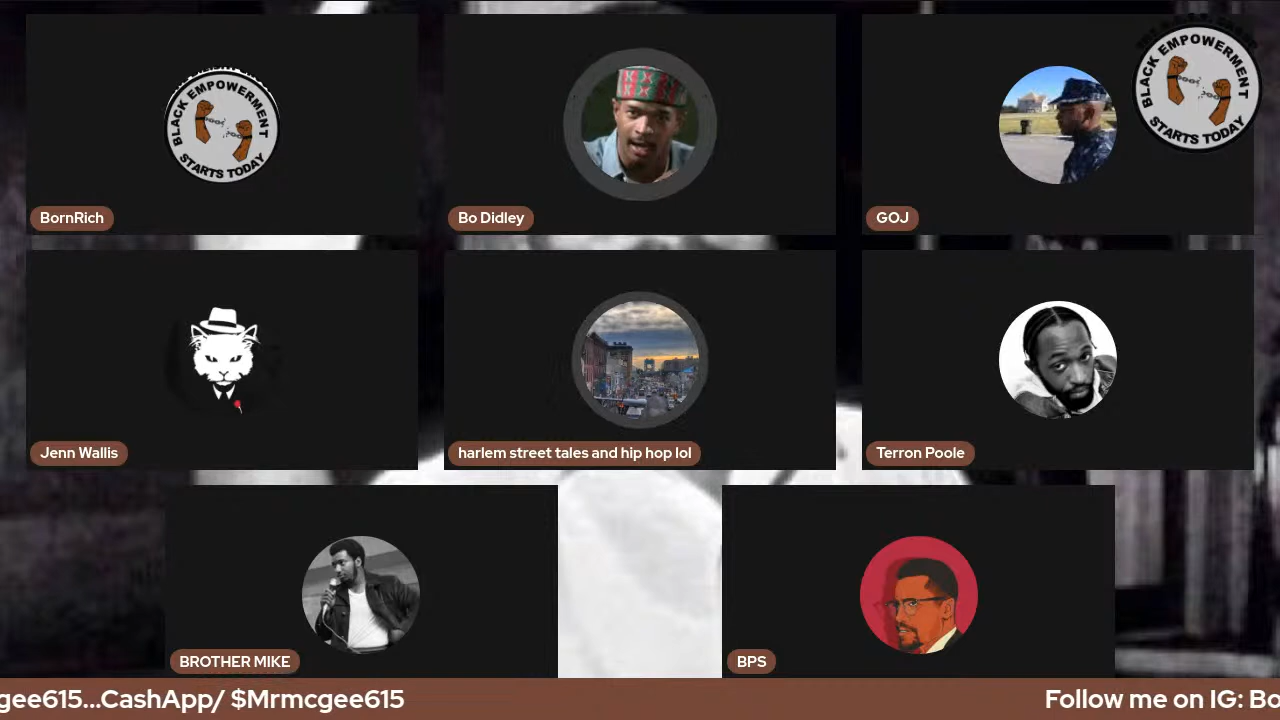 BLACK EMPOWERMENT
STARTS TODAY
BornRich
Bo Didley
GOJ
BLACK EMPOWERMENT
STARTS TODAY
Jenn Wallis
harlem street tales and hip hop lol
Terron Poole
BROTHER MIKE
BPS
gee615...CashApp/ $Mrmcgee615
Follow me on IG: Bo